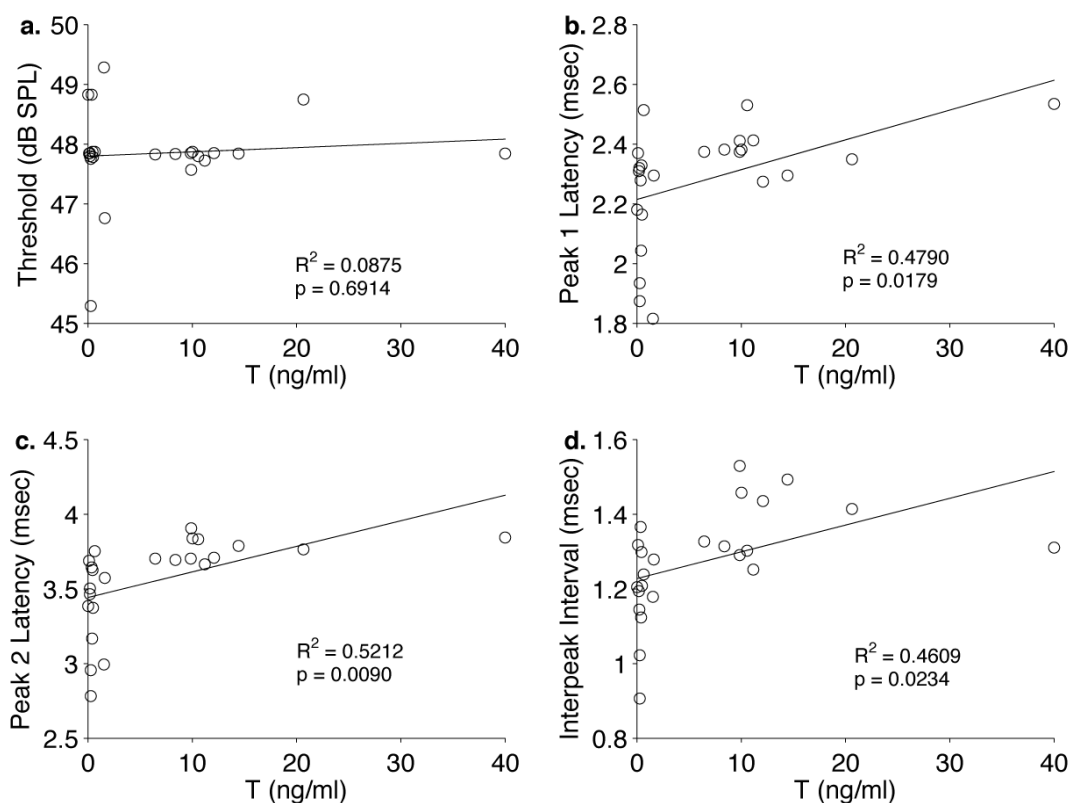 a.
50
49
48
47
46
45
Threshold (dB SPL)
R² = 0.0875
p = 0.6914
0 10 20 30 40
T (ng/ml)
b.
2.8
2.6
2.4
2.2
2
1.8
Peak 1 Latency (msec)
R² = 0.4790
p = 0.0179
0 10 20 30 40
T (ng/ml)
c.
4.5
4
3.5
3
2.5
Peak 2 Latency (msec)
R² = 0.5212
p = 0.0090
0 10 20 30 40
T (ng/ml)
d.
1.6
1.4
1.2
1
0.8
Interpeak Interval (msec)
R² = 0.4609
p = 0.0234
0 10 20 30 40
T (ng/ml)